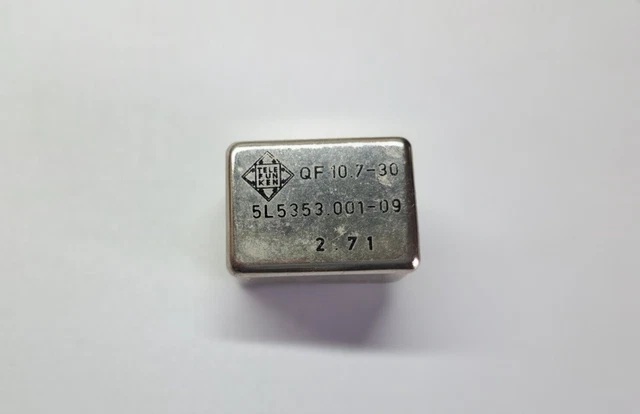 TELE
FUN
KEN
QF 10.7-30
5L5353.001-09
2.71